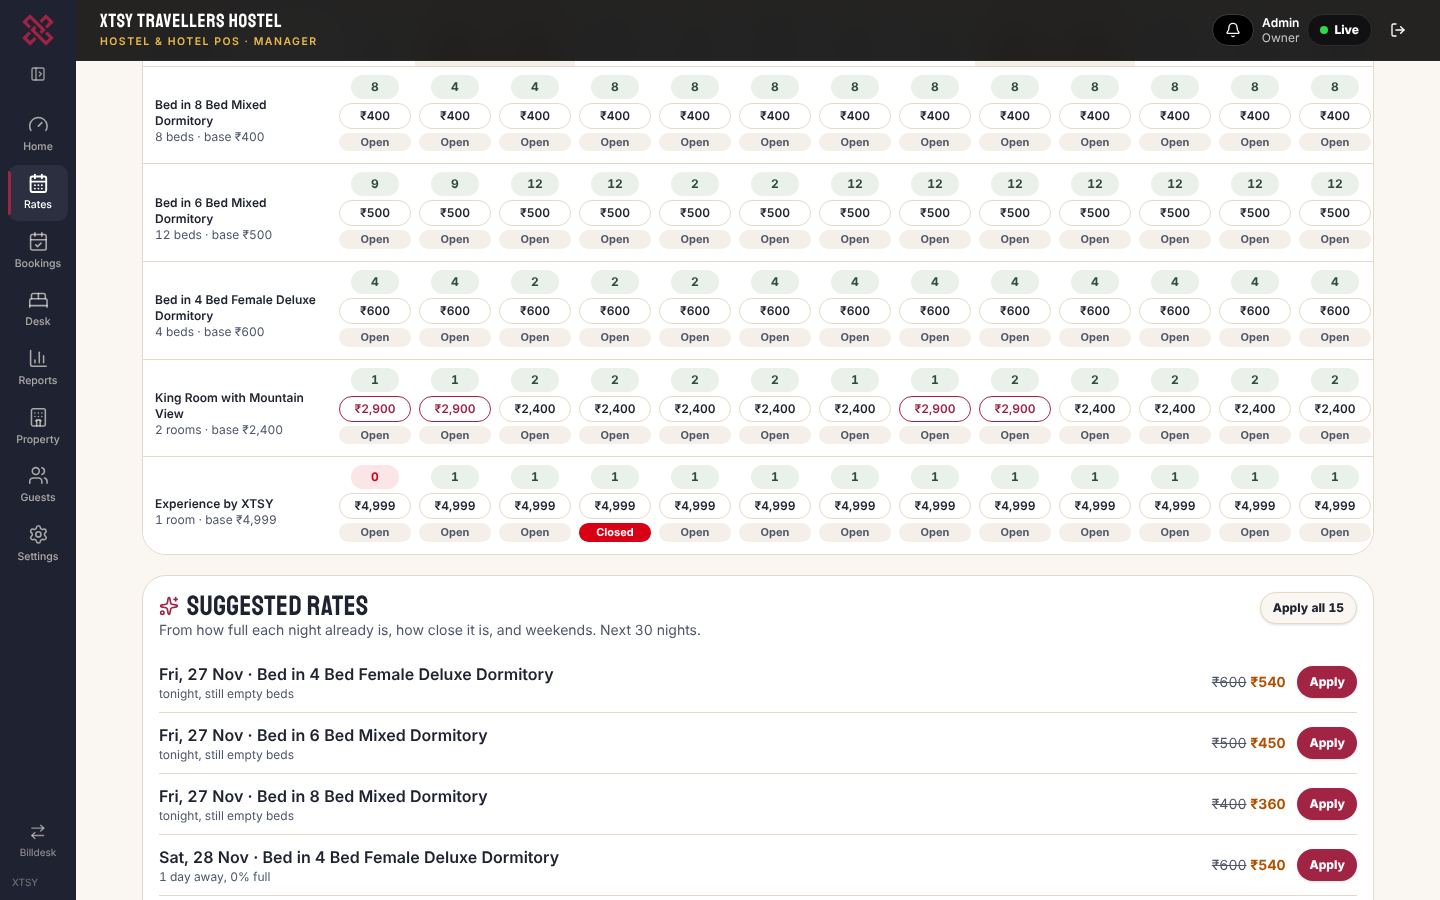 XTSY TRAVELLERS HOSTEL
HOSTEL & HOTEL POS · MANAGER
Admin
Owner
Live
Home
Rates
Bookings
Desk
Reports
Property
Guests
Settings
Billdesk
XTSY
8 4 4 8 8 8 8 8 8 8 8 8 8
Bed in 8 Bed Mixed
Dormitory
8 beds · base ₹400
₹400 ₹400 ₹400 ₹400 ₹400 ₹400 ₹400 ₹400 ₹400 ₹400 ₹400 ₹400 ₹400
Open Open Open Open Open Open Open Open Open Open Open Open Open
9 9 12 12 2 2 12 12 12 12 12 12 12
Bed in 6 Bed Mixed
Dormitory
12 beds · base ₹500
₹500 ₹500 ₹500 ₹500 ₹500 ₹500 ₹500 ₹500 ₹500 ₹500 ₹500 ₹500 ₹500
Open Open Open Open Open Open Open Open Open Open Open Open Open
4 4 2 2 2 4 4 4 4 4 4 4 4
Bed in 4 Bed Female Deluxe
Dormitory
4 beds · base ₹600
₹600 ₹600 ₹600 ₹600 ₹600 ₹600 ₹600 ₹600 ₹600 ₹600 ₹600 ₹600 ₹600
Open Open Open Open Open Open Open Open Open Open Open Open Open
1 1 2 2 2 2 1 1 2 2 2 2 2
King Room with Mountain
View
2 rooms · base ₹2,400
₹2,900 ₹2,900 ₹2,400 ₹2,400 ₹2,400 ₹2,400 ₹2,400 ₹2,900 ₹2,900 ₹2,400 ₹2,400 ₹2,400 ₹2,400
Open Open Open Open Open Open Open Open Open Open Open Open Open
0 1 1 1 1 1 1 1 1 1 1 1 1
Experience by XTSY
1 room · base ₹4,999
₹4,999 ₹4,999 ₹4,999 ₹4,999 ₹4,999 ₹4,999 ₹4,999 ₹4,999 ₹4,999 ₹4,999 ₹4,999 ₹4,999 ₹4,999
Open Open Open Closed Open Open Open Open Open Open Open Open Open
SUGGESTED RATES
Apply all 15
From how full each night already is, how close it is, and weekends. Next 30 nights.
Fri, 27 Nov · Bed in 4 Bed Female Deluxe Dormitory
tonight, still empty beds
₹600 ₹540 Apply
Fri, 27 Nov · Bed in 6 Bed Mixed Dormitory
tonight, still empty beds
₹500 ₹450 Apply
Fri, 27 Nov · Bed in 8 Bed Mixed Dormitory
tonight, still empty beds
₹400 ₹360 Apply
Sat, 28 Nov · Bed in 4 Bed Female Deluxe Dormitory
1 day away, 0% full
₹600 ₹540 Apply